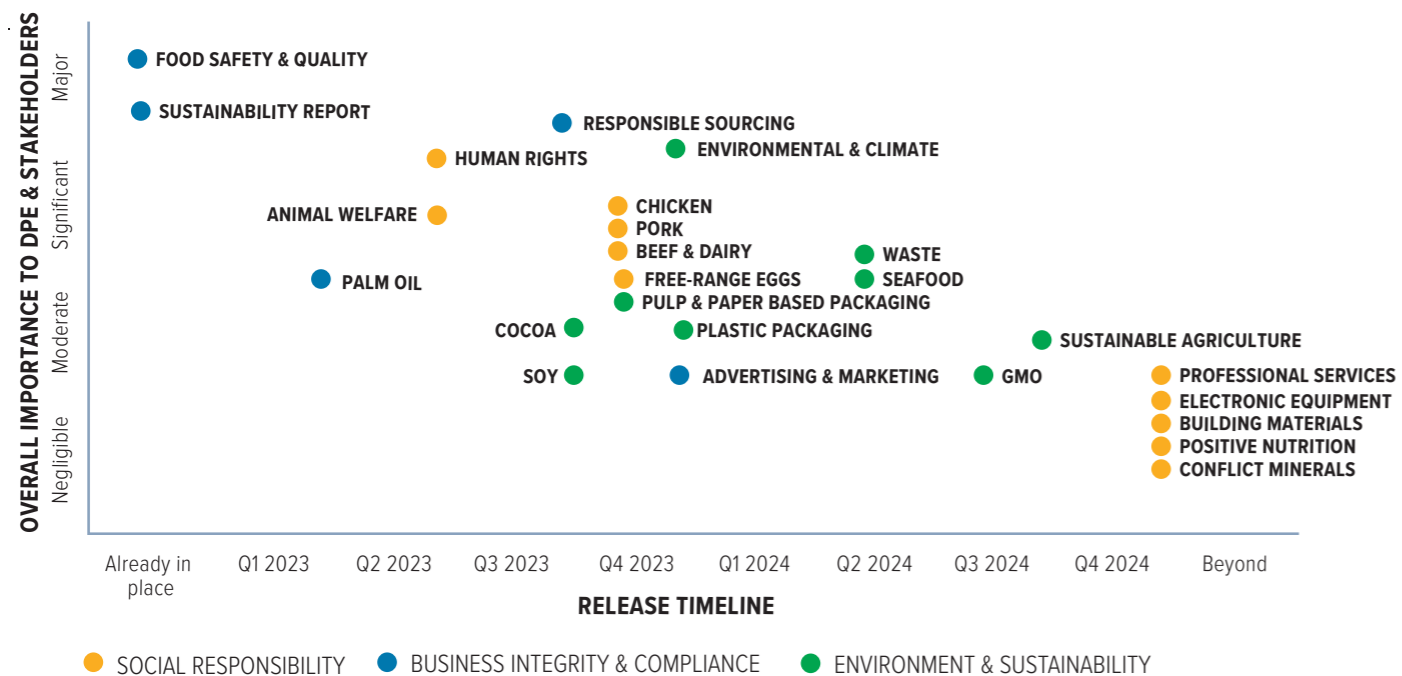 OVERALL IMPORTANCE TO DPE & STAKEHOLDERS
Major
Significant
Moderate
Negligible
FOOD SAFETY & QUALITY
SUSTAINABILITY REPORT
RESPONSIBLE SOURCING
ENVIRONMENTAL & CLIMATE
HUMAN RIGHTS
CHICKEN
ANIMAL WELFARE
PORK
BEEF & DAIRY
WASTE
PALM OIL
FREE-RANGE EGGS
SEAFOOD
PULP & PAPER BASED PACKAGING
COCOA
PLASTIC PACKAGING
SUSTAINABLE AGRICULTURE
SOY
ADVERTISING & MARKETING
GMO
PROFESSIONAL SERVICES
ELECTRONIC EQUIPMENT
BUILDING MATERIALS
POSITIVE NUTRITION
CONFLICT MINERALS
Already in
place
Q1 2023
Q2 2023
Q3 2023
Q4 2023
Q1 2024
Q2 2024
Q3 2024
Q4 2024
Beyond
RELEASE TIMELINE
SOCIAL RESPONSIBILITY
BUSINESS INTEGRITY & COMPLIANCE
ENVIRONMENT & SUSTAINABILITY